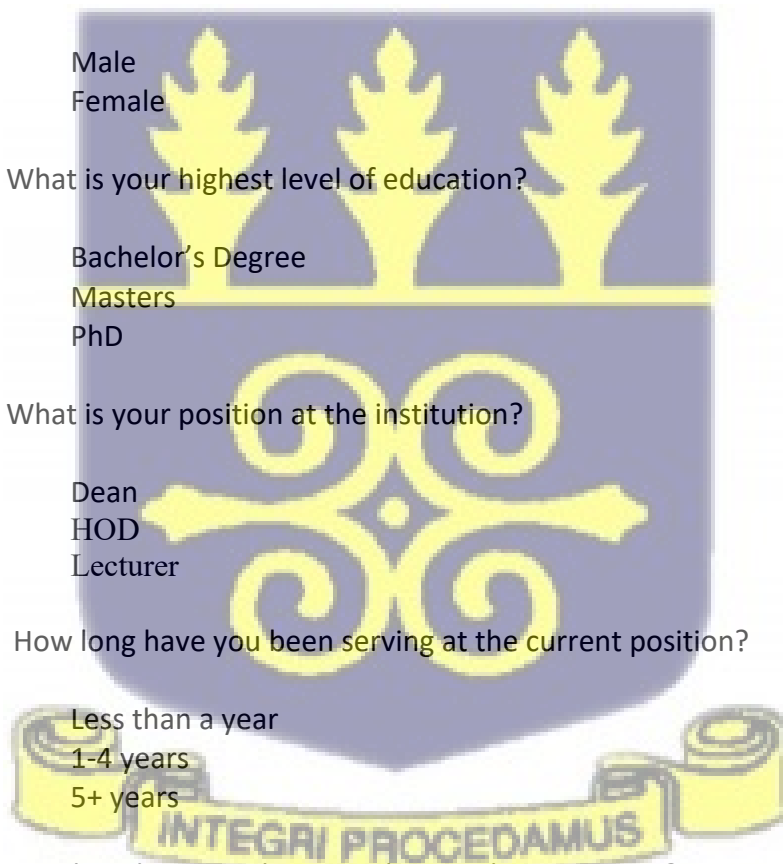 Male
Female
What is your highest level of education?
Bachelor’s Degree
Masters
PhD
What is your position at the institution?
Dean
HOD
Lecturer
How long have you been serving at the current position?
Less than a year
1-4 years
5+ years
INTEGRI PROCEDAMUS